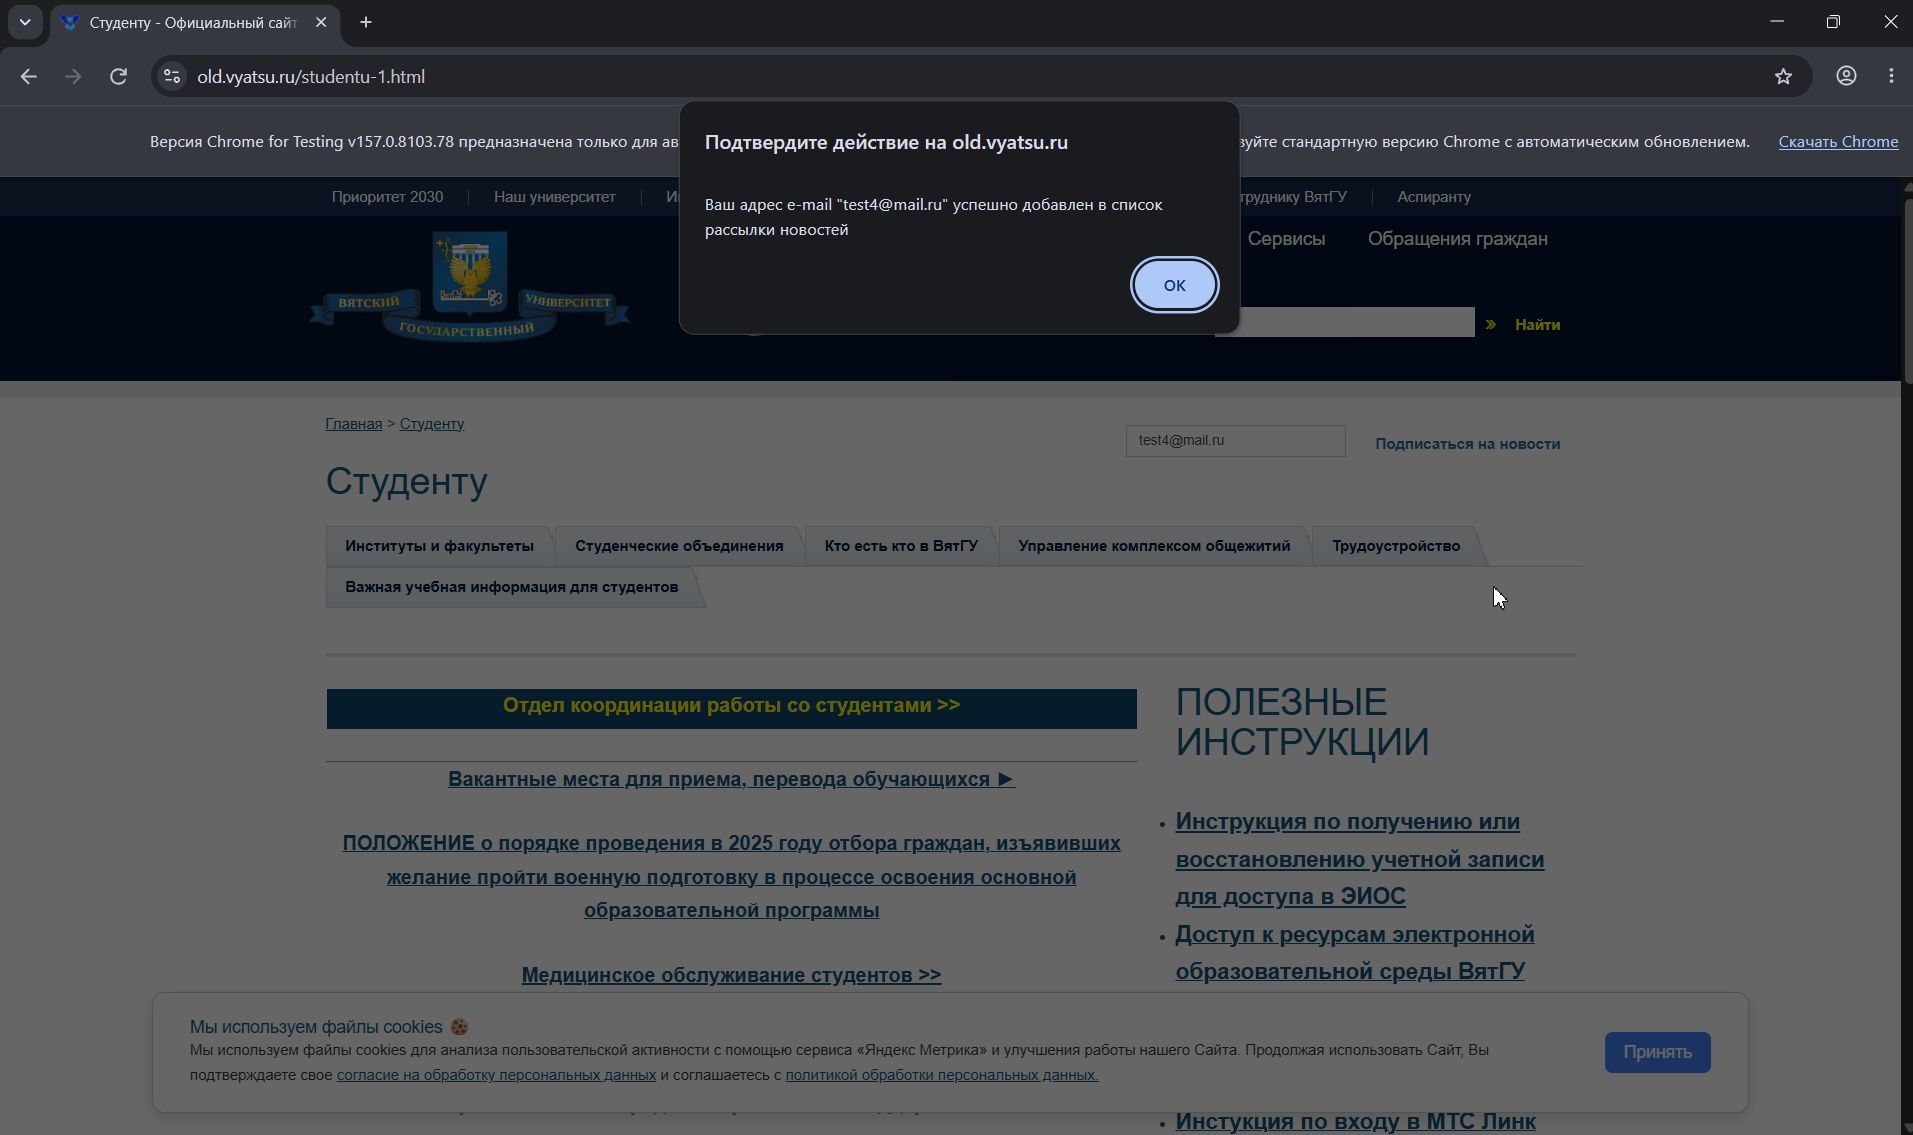 Студенту - Официальный сайт
old.vyatsu.ru/studentu-1.html
Версия Chrome for Testing v157.0.8103.78 предназначена только для ав
зуйте стандартную версию Chrome с автоматическим обновлением.
Скачать Chrome
Подтвердите действие на old.vyatsu.ru
Ваш адрес e-mail "test4@mail.ru" успешно добавлен в список
рассылки новостей
ОК
Приоритет 2030
Наш университет
труднику ВятГУ
Аспиранту
Сервисы
Обращения граждан
ВЯТСКИЙ
УНИВЕРСИТЕТ
ГОСУДАРСТВЕННЫЙ
» Найти
Главная > Студенту
test4@mail.ru
Подписаться на новости
Студенту
Институты и факультеты
Студенческие объединения
Кто есть кто в ВятГУ
Управление комплексом общежитий
Трудоустройство
Важная учебная информация для студентов
Отдел координации работы со студентами >>
Вакантные места для приема, перевода обучающихся ►
ПОЛОЖЕНИЕ о порядке проведения в 2025 году отбора граждан, изъявивших
желание пройти военную подготовку в процессе освоения основной
образовательной программы
Медицинское обслуживание студентов >>
ПОЛЕЗНЫЕ
ИНСТРУКЦИИ
Инструкция по получению или
восстановлению учетной записи
для доступа в ЭИОС
Доступ к ресурсам электронной
образовательной среды ВятГУ
Мы используем файлы cookies 🍪
Мы используем файлы cookies для анализа пользовательской активности с помощью сервиса «Яндекс Метрика» и улучшения работы нашего Сайта. Продолжая использовать Сайт, Вы
подтверждаете свое согласие на обработку персональных данных и соглашаетесь с политикой обработки персональных данных.
Принять
Инстукция по входу в МТС Линк